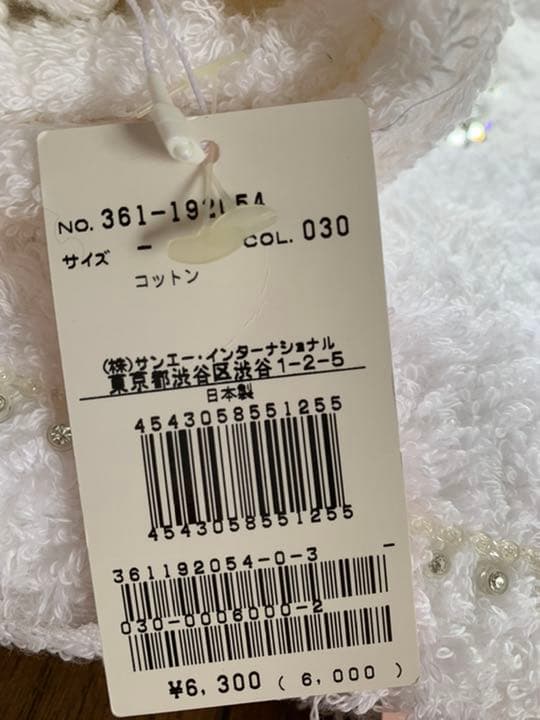 NO. 361-192054
サイズ - COL. 030
コットン
(株)サンエー・インターナショナル
東京都渋谷区渋谷1-2-5
日本製
4543058551255
4543058551255
361192054-0-3 -
030-0006000-2
¥6,300 (6,000 )